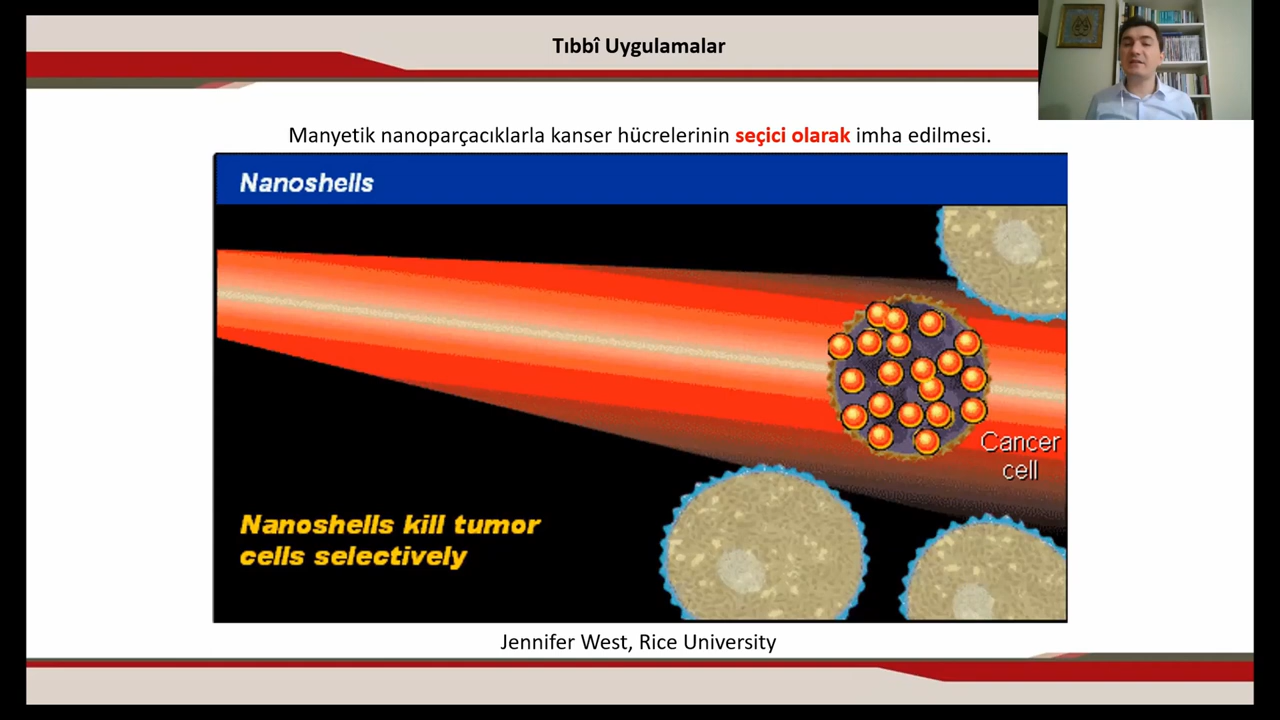 Tıbbî Uygulamalar
Manyetik nanoparçacıklarla kanser hücrelerinin seçici olarak imha edilmesi.
Nanoshells
Cancer
cell
Nanoshells kill tumor
cells selectively
Jennifer West, Rice University